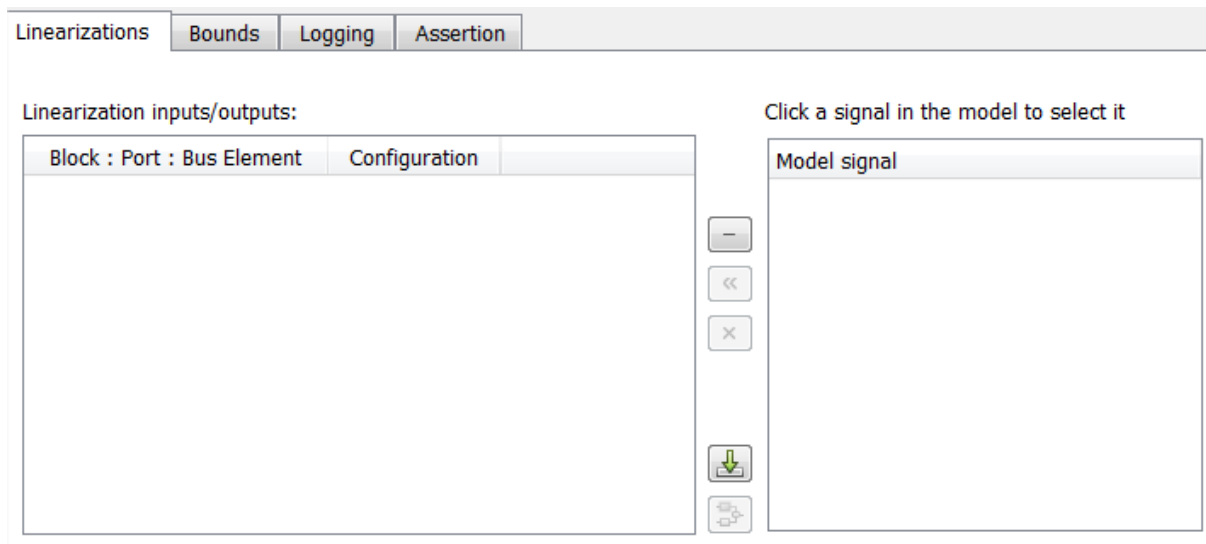 Linearizations Bounds Logging Assertion
Linearization inputs/outputs:
Click a signal in the model to select it
Block : Port : Bus Element Configuration
Model signal